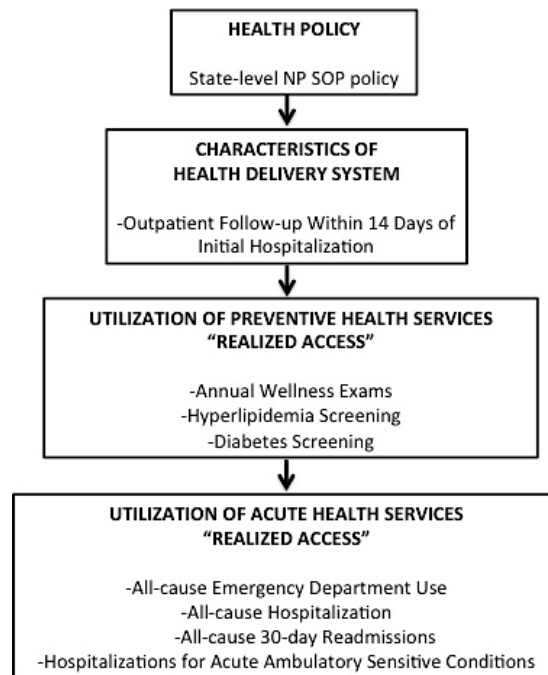 HEALTH POLICY
State-level NP SOP policy
CHARACTERISTICS OF
HEALTH DELIVERY SYSTEM
-Outpatient Follow-up Within 14 Days of
Initial Hospitalization
UTILIZATION OF PREVENTIVE HEALTH SERVICES
“REALIZED ACCESS”
-Annual Wellness Exams
-Hyperlipidemia Screening
-Diabetes Screening
UTILIZATION OF ACUTE HEALTH SERVICES
“REALIZED ACCESS”
-All-cause Emergency Department Use
-All-cause Hospitalization
-All-cause 30-day Readmissions
-Hospitalizations for Acute Ambulatory Sensitive Conditions